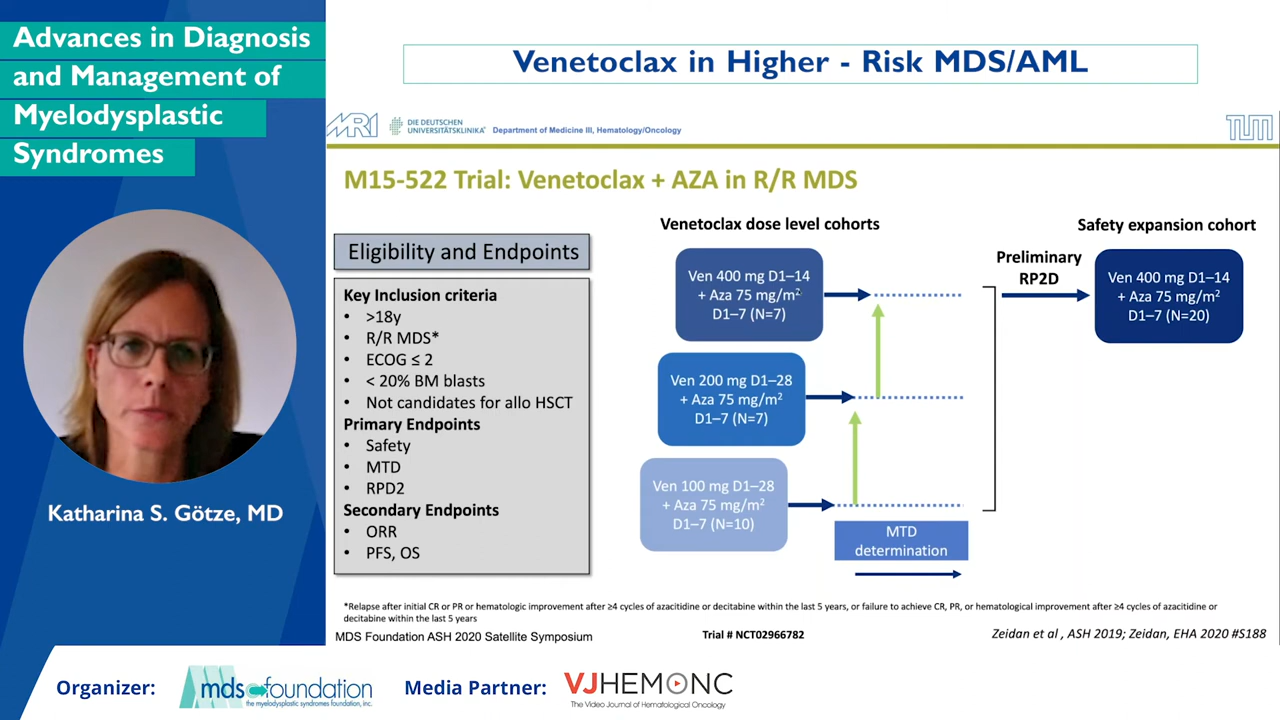 Advances in Diagnosis
and Management of
Myelodysplastic
Syndromes
Katharina S. Götze, MD
Venetoclax in Higher - Risk MDS/AML
MRI
DIE DEUTSCHEN
UNIVERSITÄTSKLINIKA®
Department of Medicine III, Hematology/Oncology
TUM
M15-522 Trial: Venetoclax + AZA in R/R MDS
Eligibility and Endpoints
Key Inclusion criteria
• >18y
• R/R MDS*
• ECOG ≤ 2
• < 20% BM blasts
• Not candidates for allo HSCT
Primary Endpoints
• Safety
• MTD
• RPD2
Secondary Endpoints
• ORR
• PFS, OS
Venetoclax dose level cohorts
Ven 400 mg D1–14
+ Aza 75 mg/m²
D1–7 (N=7)
Ven 200 mg D1–28
+ Aza 75 mg/m²
D1–7 (N=7)
Ven 100 mg D1–28
+ Aza 75 mg/m²
D1–7 (N=10)
MTD
determination
Preliminary
RP2D
Safety expansion cohort
Ven 400 mg D1–14
+ Aza 75 mg/m²
D1–7 (N=20)
*Relapse after initial CR or PR or hematologic improvement after ≥4 cycles of azacitidine or decitabine within the last 5 years, or failure to achieve CR, PR, or hematological improvement after ≥4 cycles of azacitidine or
decitabine within the last 5 years
MDS Foundation ASH 2020 Satellite Symposium
Trial # NCT02966782
Zeidan et al , ASH 2019; Zeidan, EHA 2020 #S188
Organizer:
mds foundation
the myelodysplastic syndromes foundation, inc.
Media Partner:
VJHEMONC
The Video Journal of Hematological Oncology